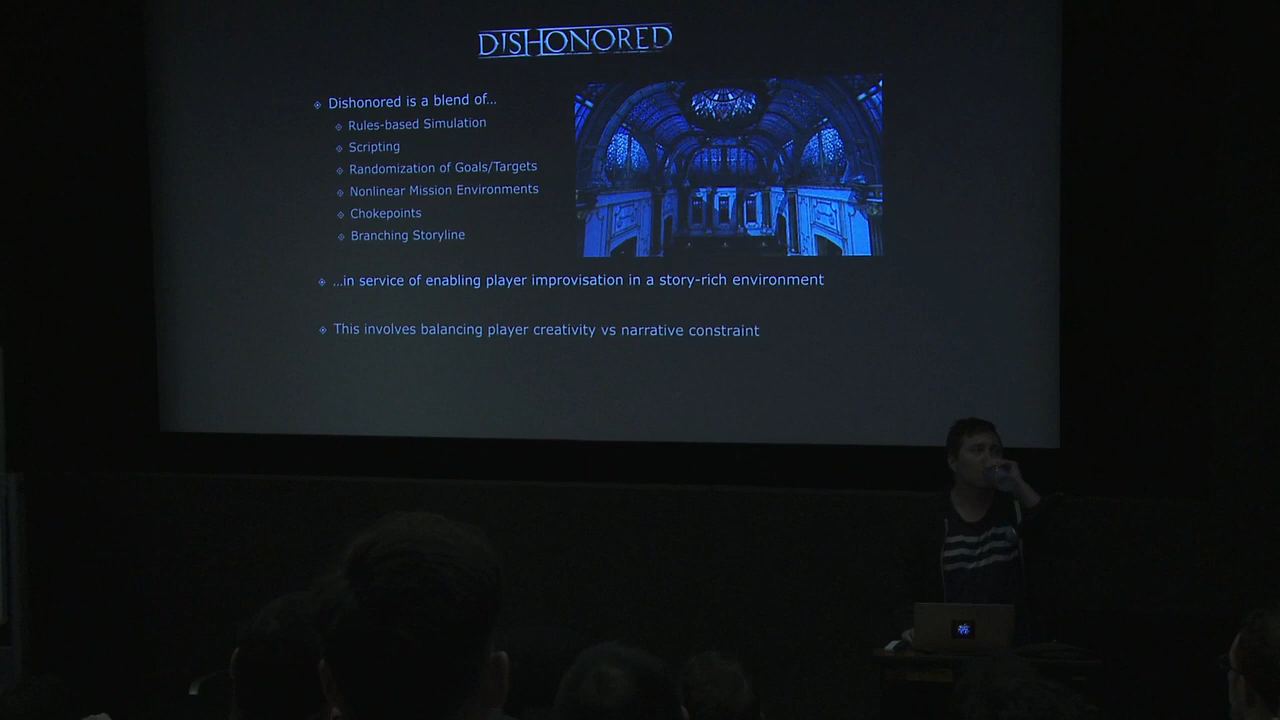 DISHONORED
Dishonored is a blend of...
Rules-based Simulation
Scripting
Randomization of Goals/Targets
Nonlinear Mission Environments
Chokepoints
Branching Storyline
...in service of enabling player improvisation in a story-rich environment
This involves balancing player creativity vs narrative constraint